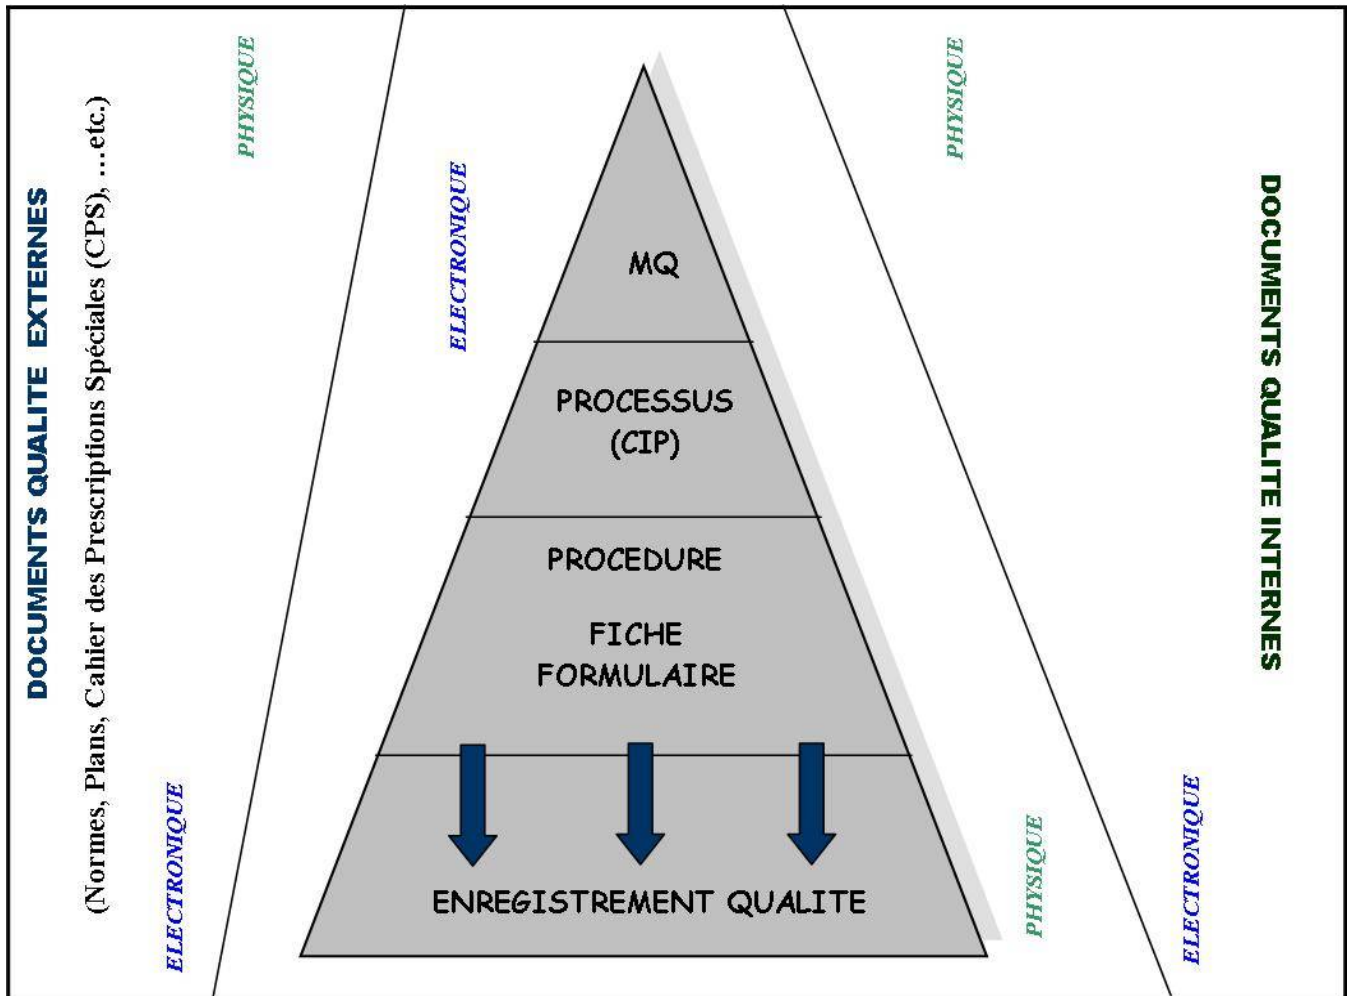 DOCUMENTS QUALITE EXTERNES
(Normes, Plans, Cahier des Prescriptions Spéciales (CPS), ...etc.)
PHYSIQUE
ELECTRONIQUE
ELECTRONIQUE
MQ
PROCESSUS
(CIP)
PROCEDURE
FICHE
FORMULAIRE
ENREGISTREMENT QUALITE
PHYSIQUE
PHYSIQUE
ELECTRONIQUE
DOCUMENTS QUALITE INTERNES